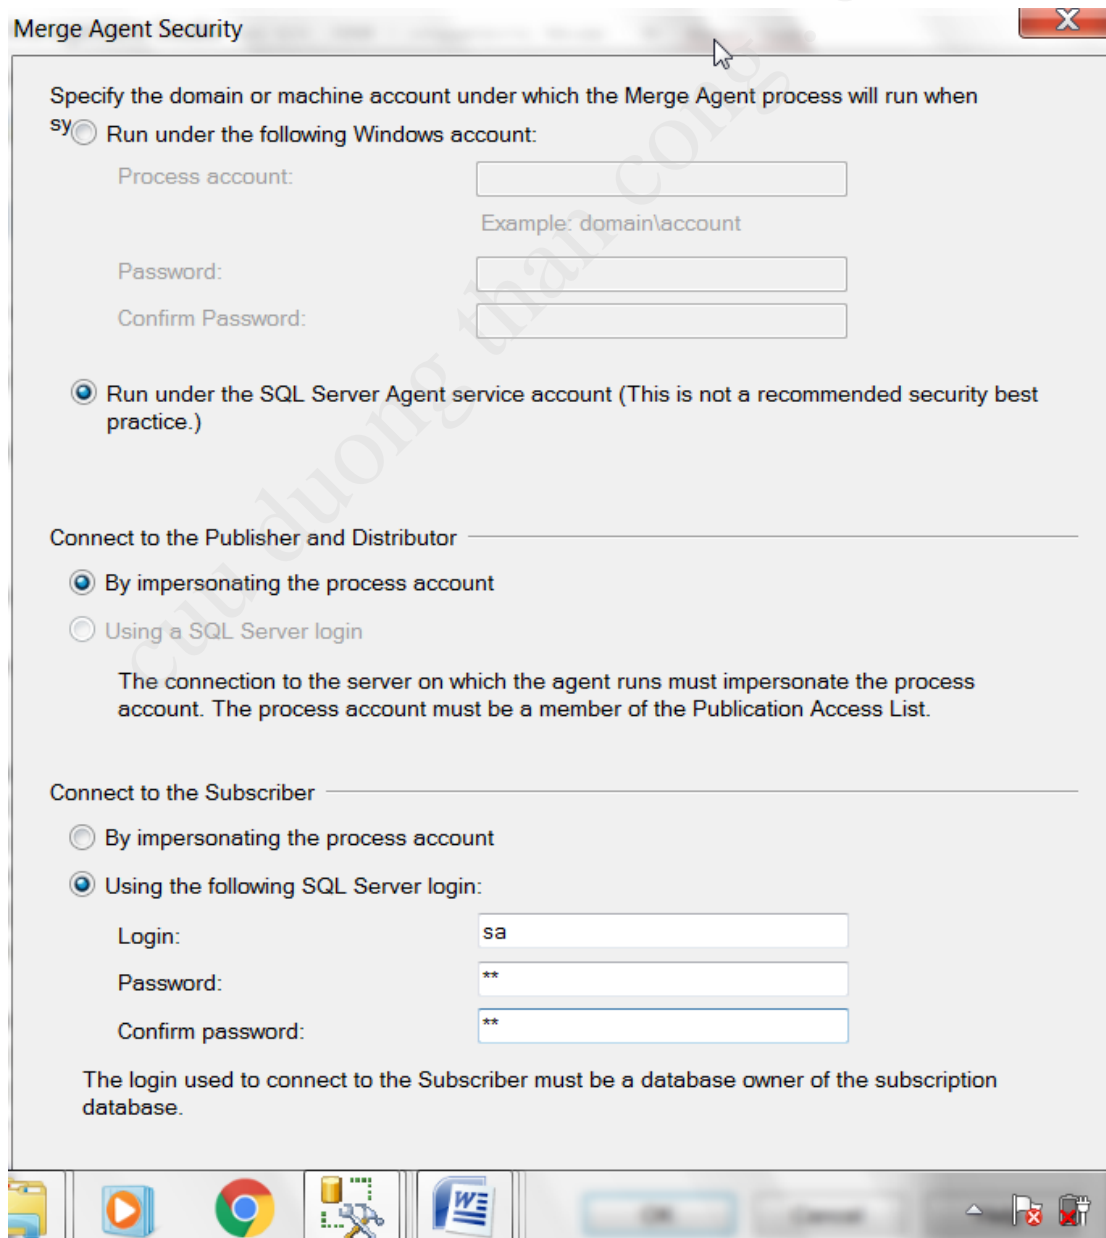 Merge Agent Security
X
Specify the domain or machine account under which the Merge Agent process will run when
sy
Run under the following Windows account:
Process account:
Example: domain\account
Password:
Confirm Password:
Run under the SQL Server Agent service account (This is not a recommended security best
practice.)
Connect to the Publisher and Distributor
By impersonating the process account
Using a SQL Server login
The connection to the server on which the agent runs must impersonate the process
account. The process account must be a member of the Publication Access List.
Connect to the Subscriber
By impersonating the process account
Using the following SQL Server login:
Login:
sa
Password:
**
Confirm password:
**
The login used to connect to the Subscriber must be a database owner of the subscription
database.
W
OK
Cancel
cuu duong than cong